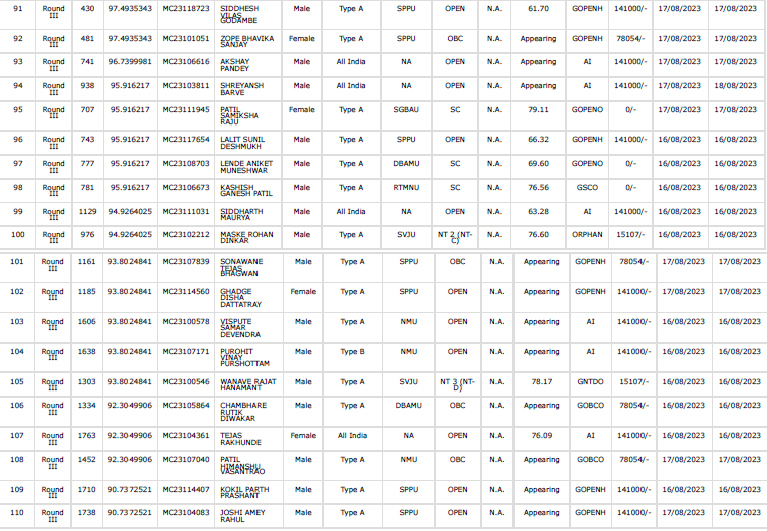 91 Round III 430 97.4935343 MC23118723 SIDDHESH VILAS GODAMBE Male Type A SPPU OPEN N.A. 61.70 GOPENH 141000/- 17/08/2023 17/08/2023
92 Round III 481 97.4935343 MC23101051 ZOPE BHAVIKA SANJAY Female Type A SPPU OBC N.A. Appearing GOPENH 78054/- 17/08/2023 17/08/2023
93 Round III 741 96.7399981 MC23106616 AKSHAY PANDEY Male All India NA OPEN N.A. Appearing AI 141000/- 17/08/2023 17/08/2023
94 Round III 938 95.916217 MC23103811 SHREYANSH BARVE Male All India NA OPEN N.A. Appearing AI 141000/- 17/08/2023 18/08/2023
95 Round III 707 95.916217 MC23111945 PATIL SAMIKSHA RAJU Female Type A SGBAU SC N.A. 79.11 GOPENO 0/- 17/08/2023 17/08/2023
96 Round III 743 95.916217 MC23117654 LALIT SUNIL DESHMUKH Male Type A SPPU OPEN N.A. 66.32 GOPENH 141000/- 16/08/2023 16/08/2023
97 Round III 777 95.916217 MC23108703 LENDE ANIKET MUNESHWAR Male Type A DBAMU SC N.A. 69.60 GOPENO 0/- 16/08/2023 16/08/2023
98 Round III 781 95.916217 MC23106673 KASHISH GANESH PATIL Male Type A RTMNU SC N.A. 76.56 GSCO 0/- 16/08/2023 16/08/2023
99 Round III 1129 94.9264025 MC23111031 SIDDHARTH MAURYA Male All India NA OPEN N.A. 63.28 AI 141000/- 16/08/2023 16/08/2023
100 Round III 976 94.9264025 MC23102212 MASKE ROHAN DINKAR Male Type A SVJU NT 2 (NT-C) N.A. 76.60 ORPHAN 15107/- 16/08/2023 16/08/2023
101 Round III 1161 93.8024841 MC23107839 SONAWANE TEJAS BHAGWAN Male Type A SPPU OBC N.A. Appearing GOPENH 78054/- 17/08/2023 17/08/2023
102 Round III 1185 93.8024841 MC23114560 GHADGE DISHA DATTATRAY Female Type A SPPU OPEN N.A. Appearing GOPENH 141000/- 17/08/2023 17/08/2023
103 Round III 1606 93.8024841 MC23100578 VISPUTE SAMAR DEVENDRA Male Type A NMU OPEN N.A. Appearing AI 141000/- 16/08/2023 16/08/2023
104 Round III 1638 93.8024841 MC23107171 PUROHIT VINAY PURSHOTTAM Male Type B NMU OPEN N.A. Appearing AI 141000/- 16/08/2023 16/08/2023
105 Round III 1303 93.8024841 MC23100546 WANAVE RAJAT HANAMANT Male Type A SVJU NT 3 (NT-D) N.A. 78.17 GNTDO 15107/- 16/08/2023 16/08/2023
106 Round III 1334 92.3049906 MC23105864 CHAMBHARE RUTIK DIWAKAR Male Type A DBAMU OBC N.A. Appearing GOBCO 78054/- 16/08/2023 16/08/2023
107 Round III 1763 92.3049906 MC23104361 TEJAS RAKHUNDE Female All India NA OPEN N.A. 76.09 AI 141000/- 16/08/2023 16/08/2023
108 Round III 1452 92.3049906 MC23107040 PATIL HIMANSHU VASANTRAO Male Type A NMU OBC N.A. Appearing GOBCO 78054/- 16/08/2023 17/08/2023
109 Round III 1710 90.7372521 MC23114407 KOKIL PARTH PRASHANT Male Type A SPPU OPEN N.A. Appearing GOPENH 141000/- 16/08/2023 16/08/2023
110 Round III 1738 90.7372521 MC23104083 JOSHI AMEY RAHUL Male Type A SPPU OPEN N.A. Appearing GOPENH 141000/- 16/08/2023 17/08/2023